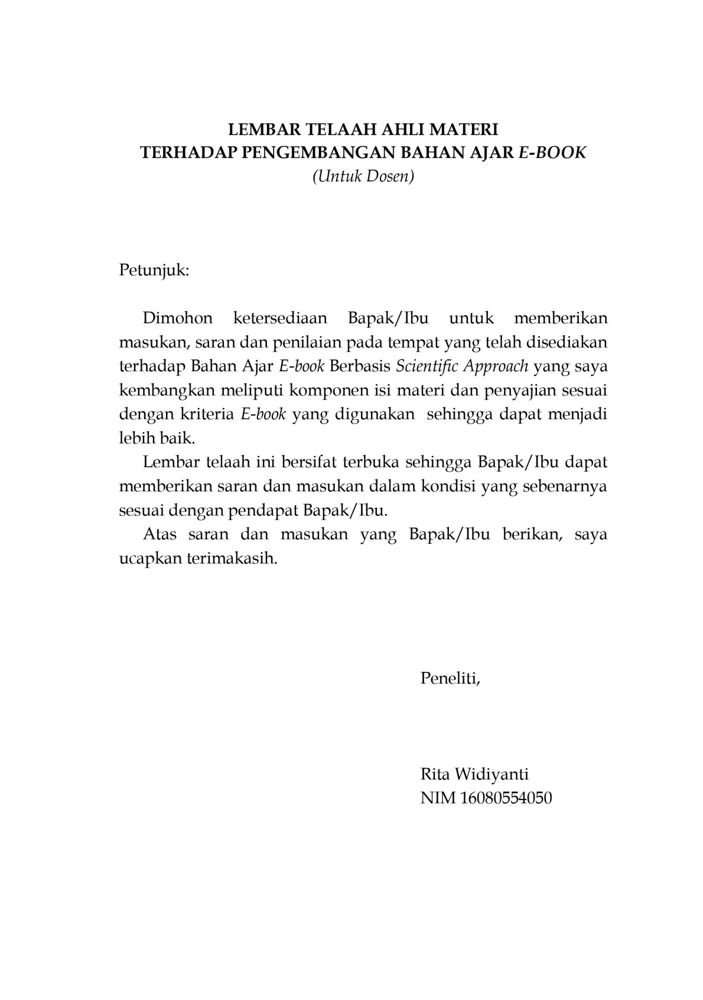 LEMBAR TELAAH AHLI MATERI
TERHADAP PENGEMBANGAN BAHAN AJAR E-BOOK
(Untuk Dosen)
Petunjuk:
Dimohon ketersediaan Bapak/Ibu untuk memberikan
masukan, saran dan penilaian pada tempat yang telah disediakan
terhadap Bahan Ajar E-book Berbasis Scientific Approach yang saya
kembangkan meliputi komponen isi materi dan penyajian sesuai
dengan kriteria E-book yang digunakan sehingga dapat menjadi
lebih baik.
Lembar telaah ini bersifat terbuka sehingga Bapak/Ibu dapat
memberikan saran dan masukan dalam kondisi yang sebenarnya
sesuai dengan pendapat Bapak/Ibu.
Atas saran dan masukan yang Bapak/Ibu berikan, saya
ucapkan terimakasih.
Peneliti,
Rita Widiyanti
NIM 16080554050